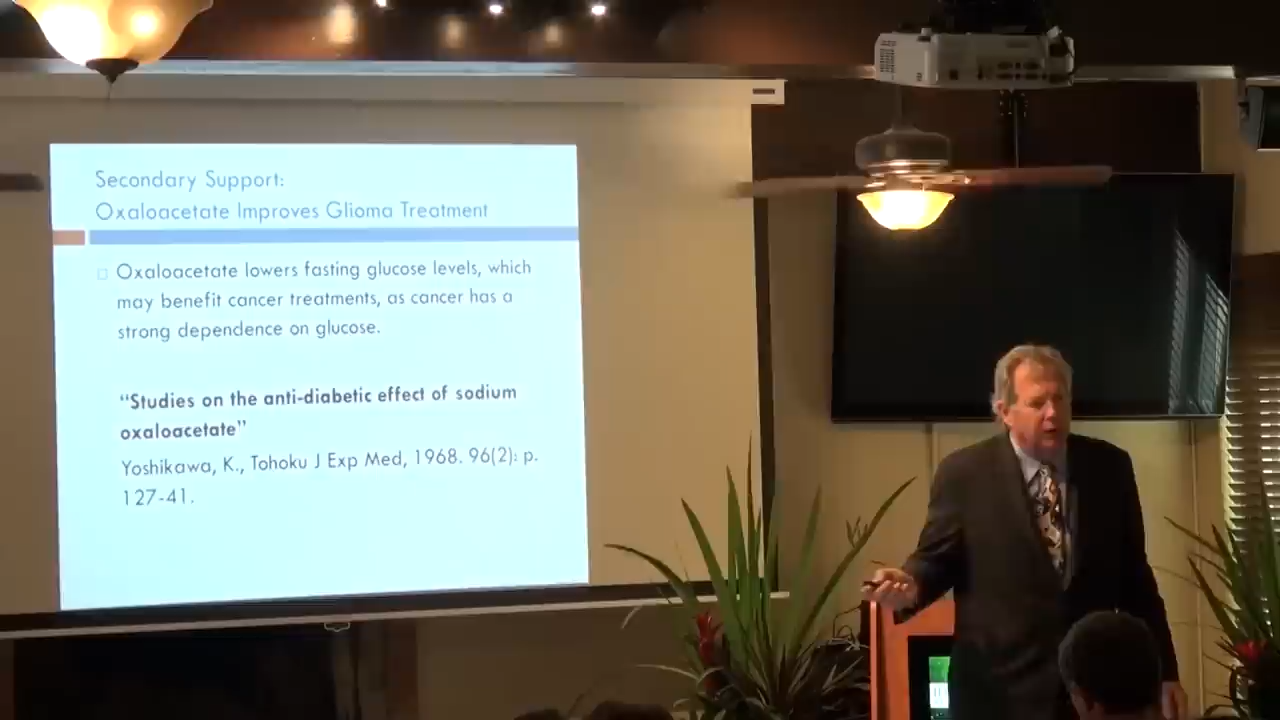 Secondary Support:
Oxaloacetate Improves Glioma Treatment
Oxaloacetate lowers fasting glucose levels, which
may benefit cancer treatments, as cancer has a
strong dependence on glucose.
“Studies on the anti-diabetic effect of sodium
oxaloacetate”
Yoshikawa, K., Tohoku J Exp Med, 1968. 96(2): p.
127-41.